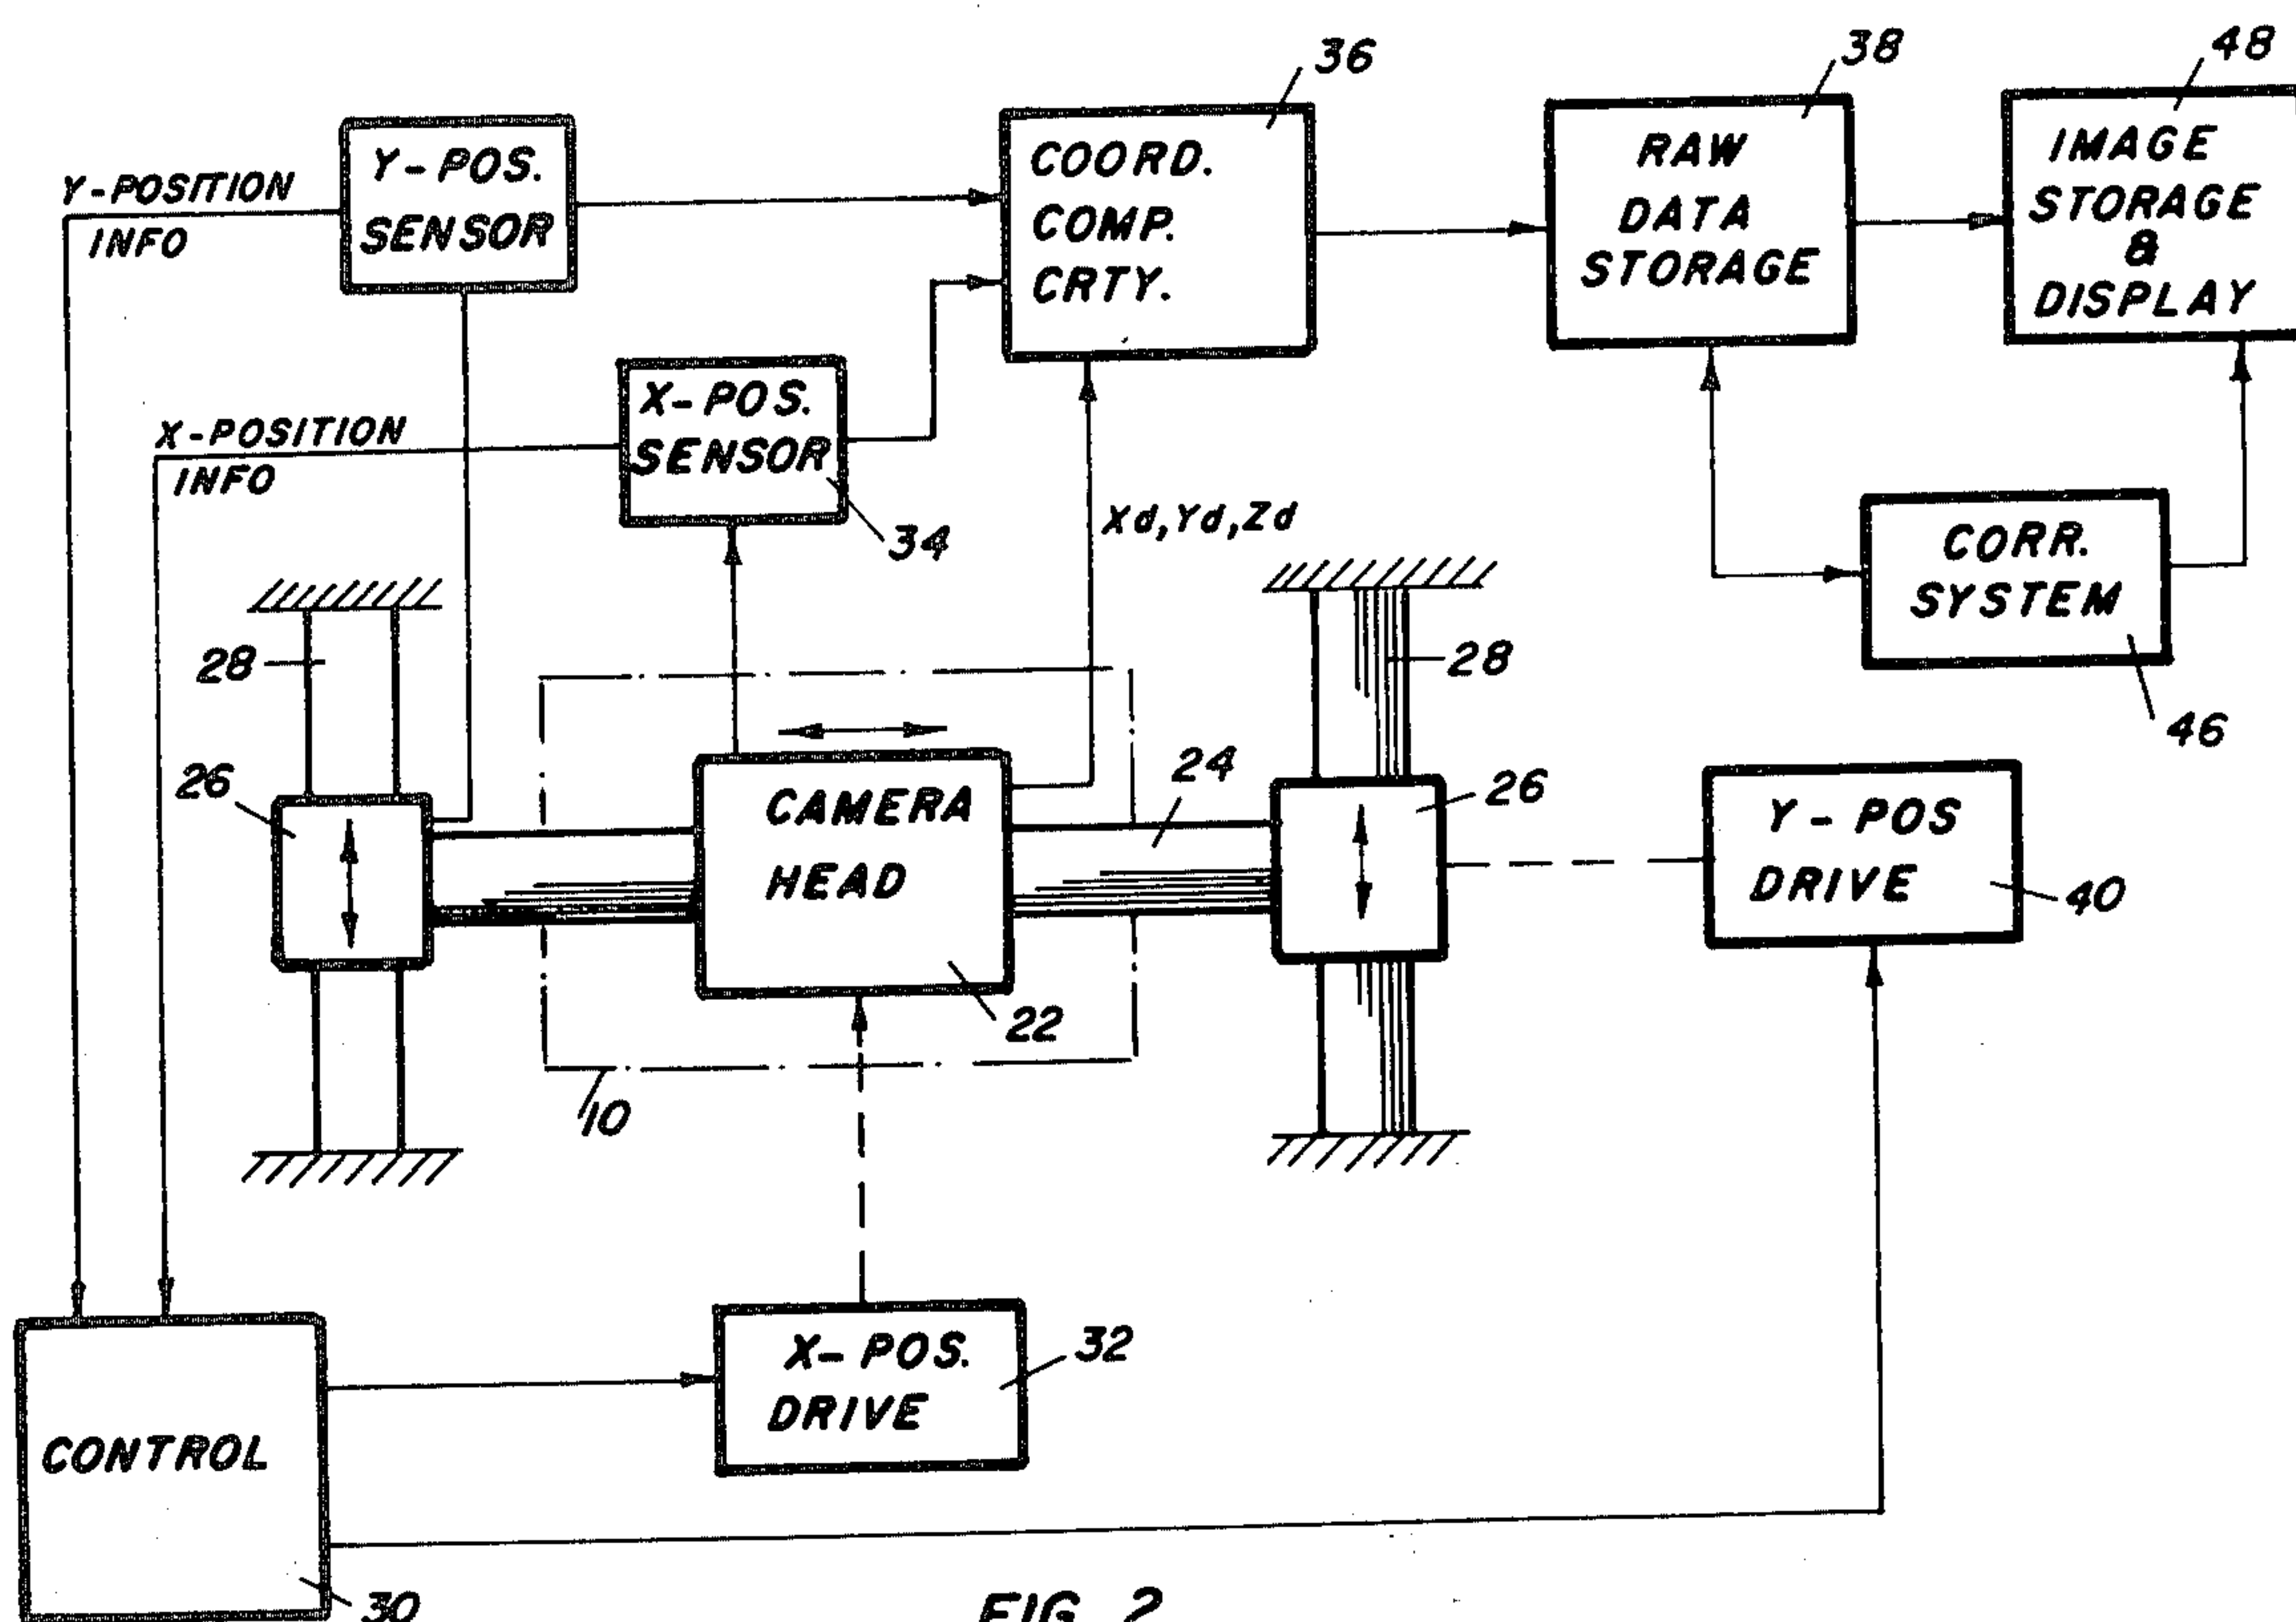 36
38
48
Y-POS.
SENSOR
Y-POSITION
INFO
COORD.
COMP.
CRTY.
RAW
DATA
STORAGE
IMAGE
STORAGE
&
DISPLAY
X-POS.
SENSOR
34
X-POSITION
INFO
Xd,Yd,Zd
CORR.
SYSTEM
46
28
28
26
24
26
CAMERA
HEAD
22
10
Y-POS
DRIVE
40
X-POS.
DRIVE
32
CONTROL
30
FIG. 2